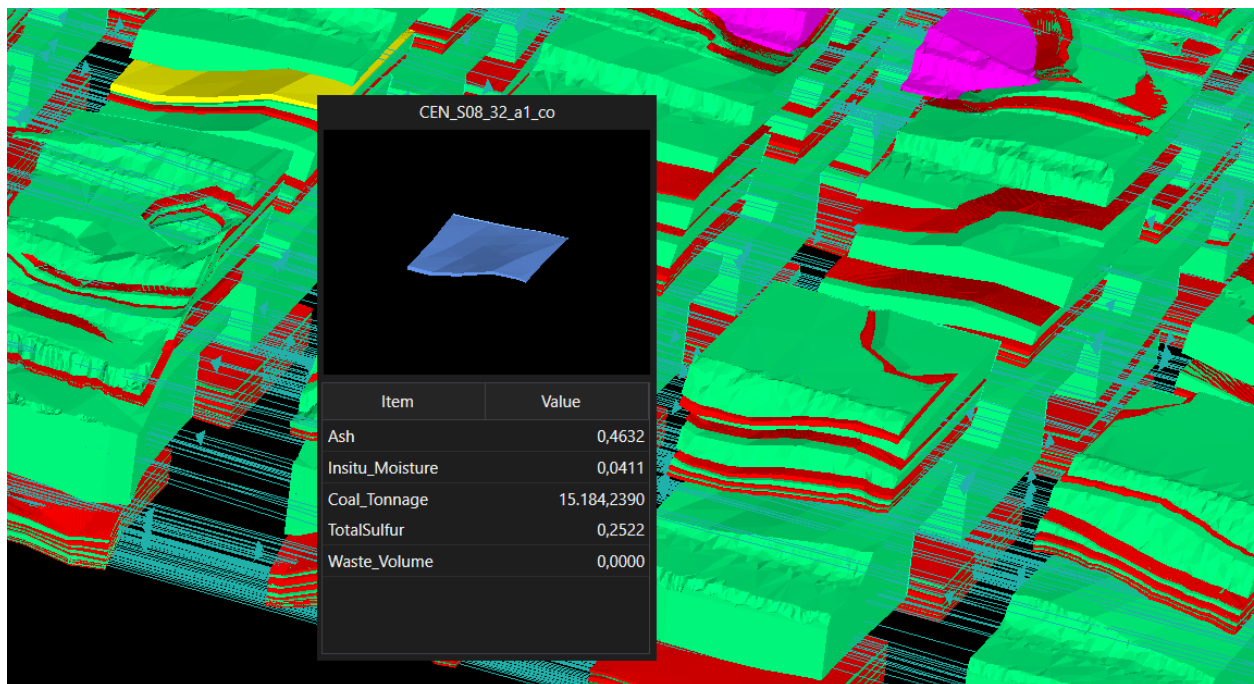 CEN_S08_32_a1_co
Item Value
Ash 0,4632
Insitu_Moisture 0,0411
Coal_Tonnage 15.184,2390
TotalSulfur 0,2522
Waste_Volume 0,0000